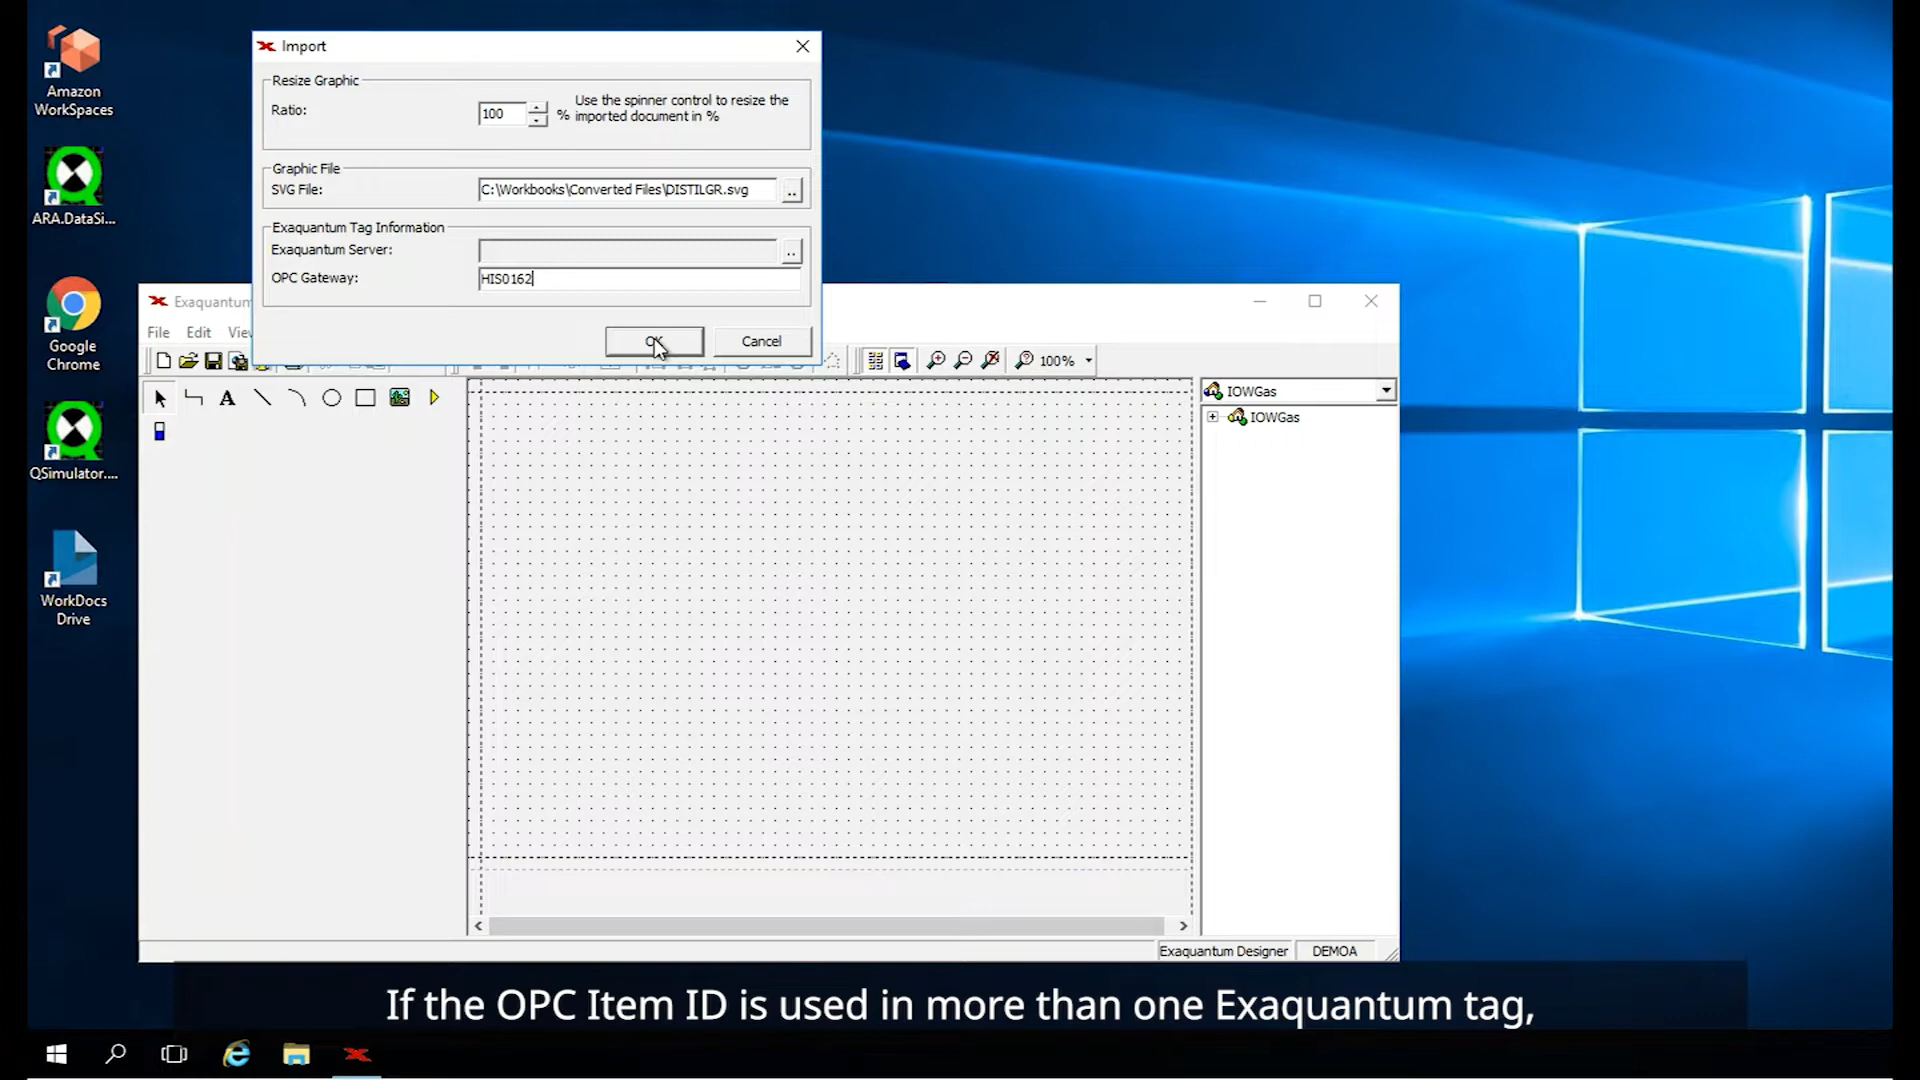 Amazon
WorkSpaces
ARA.DataSi...
Google
Chrome
QSimulator....
WorkDocs
Drive
Import
Resize Graphic
Ratio:
100
%
Use the spinner control to resize the
imported document in %
Graphic File
SVG File:
C:\Workbooks\Converted Files\DISTILGR.svg
..
Exaquantum Tag Information
Exaquantum Server:
..
OPC Gateway:
HIS0162
OK
Cancel
Exaquantum
File Edit
100%
A
IOWGas
IOWGas
Exaquantum Designer
DEMOA
If the OPC Item ID is used in more than one Exaquantum tag,